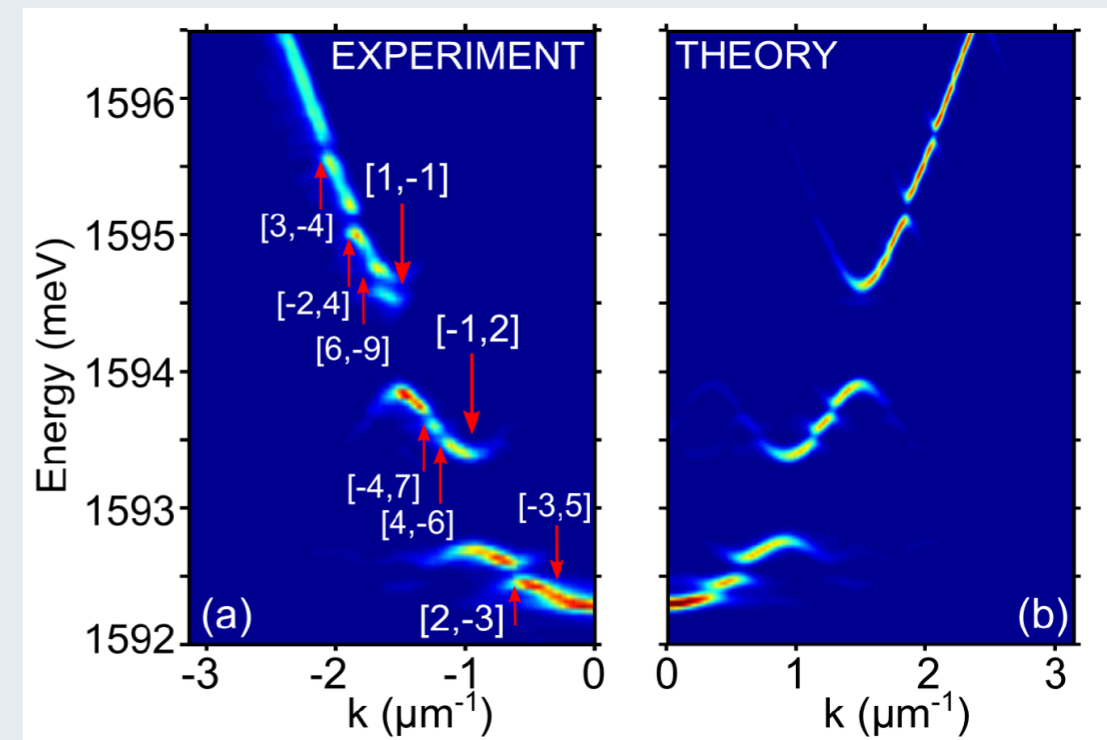 EXPERIMENT
THEORY
Energy (meV)
1596
1595
1594
1593
1592
[1,-1]
[3,-4]
[-2,4]
[6,-9]
[-1,2]
[-4,7]
[4,-6]
[-3,5]
[2,-3]
(a)
(b)
-3 -2 -1 0
0 1 2 3
k (μm⁻¹)
k (μm⁻¹)